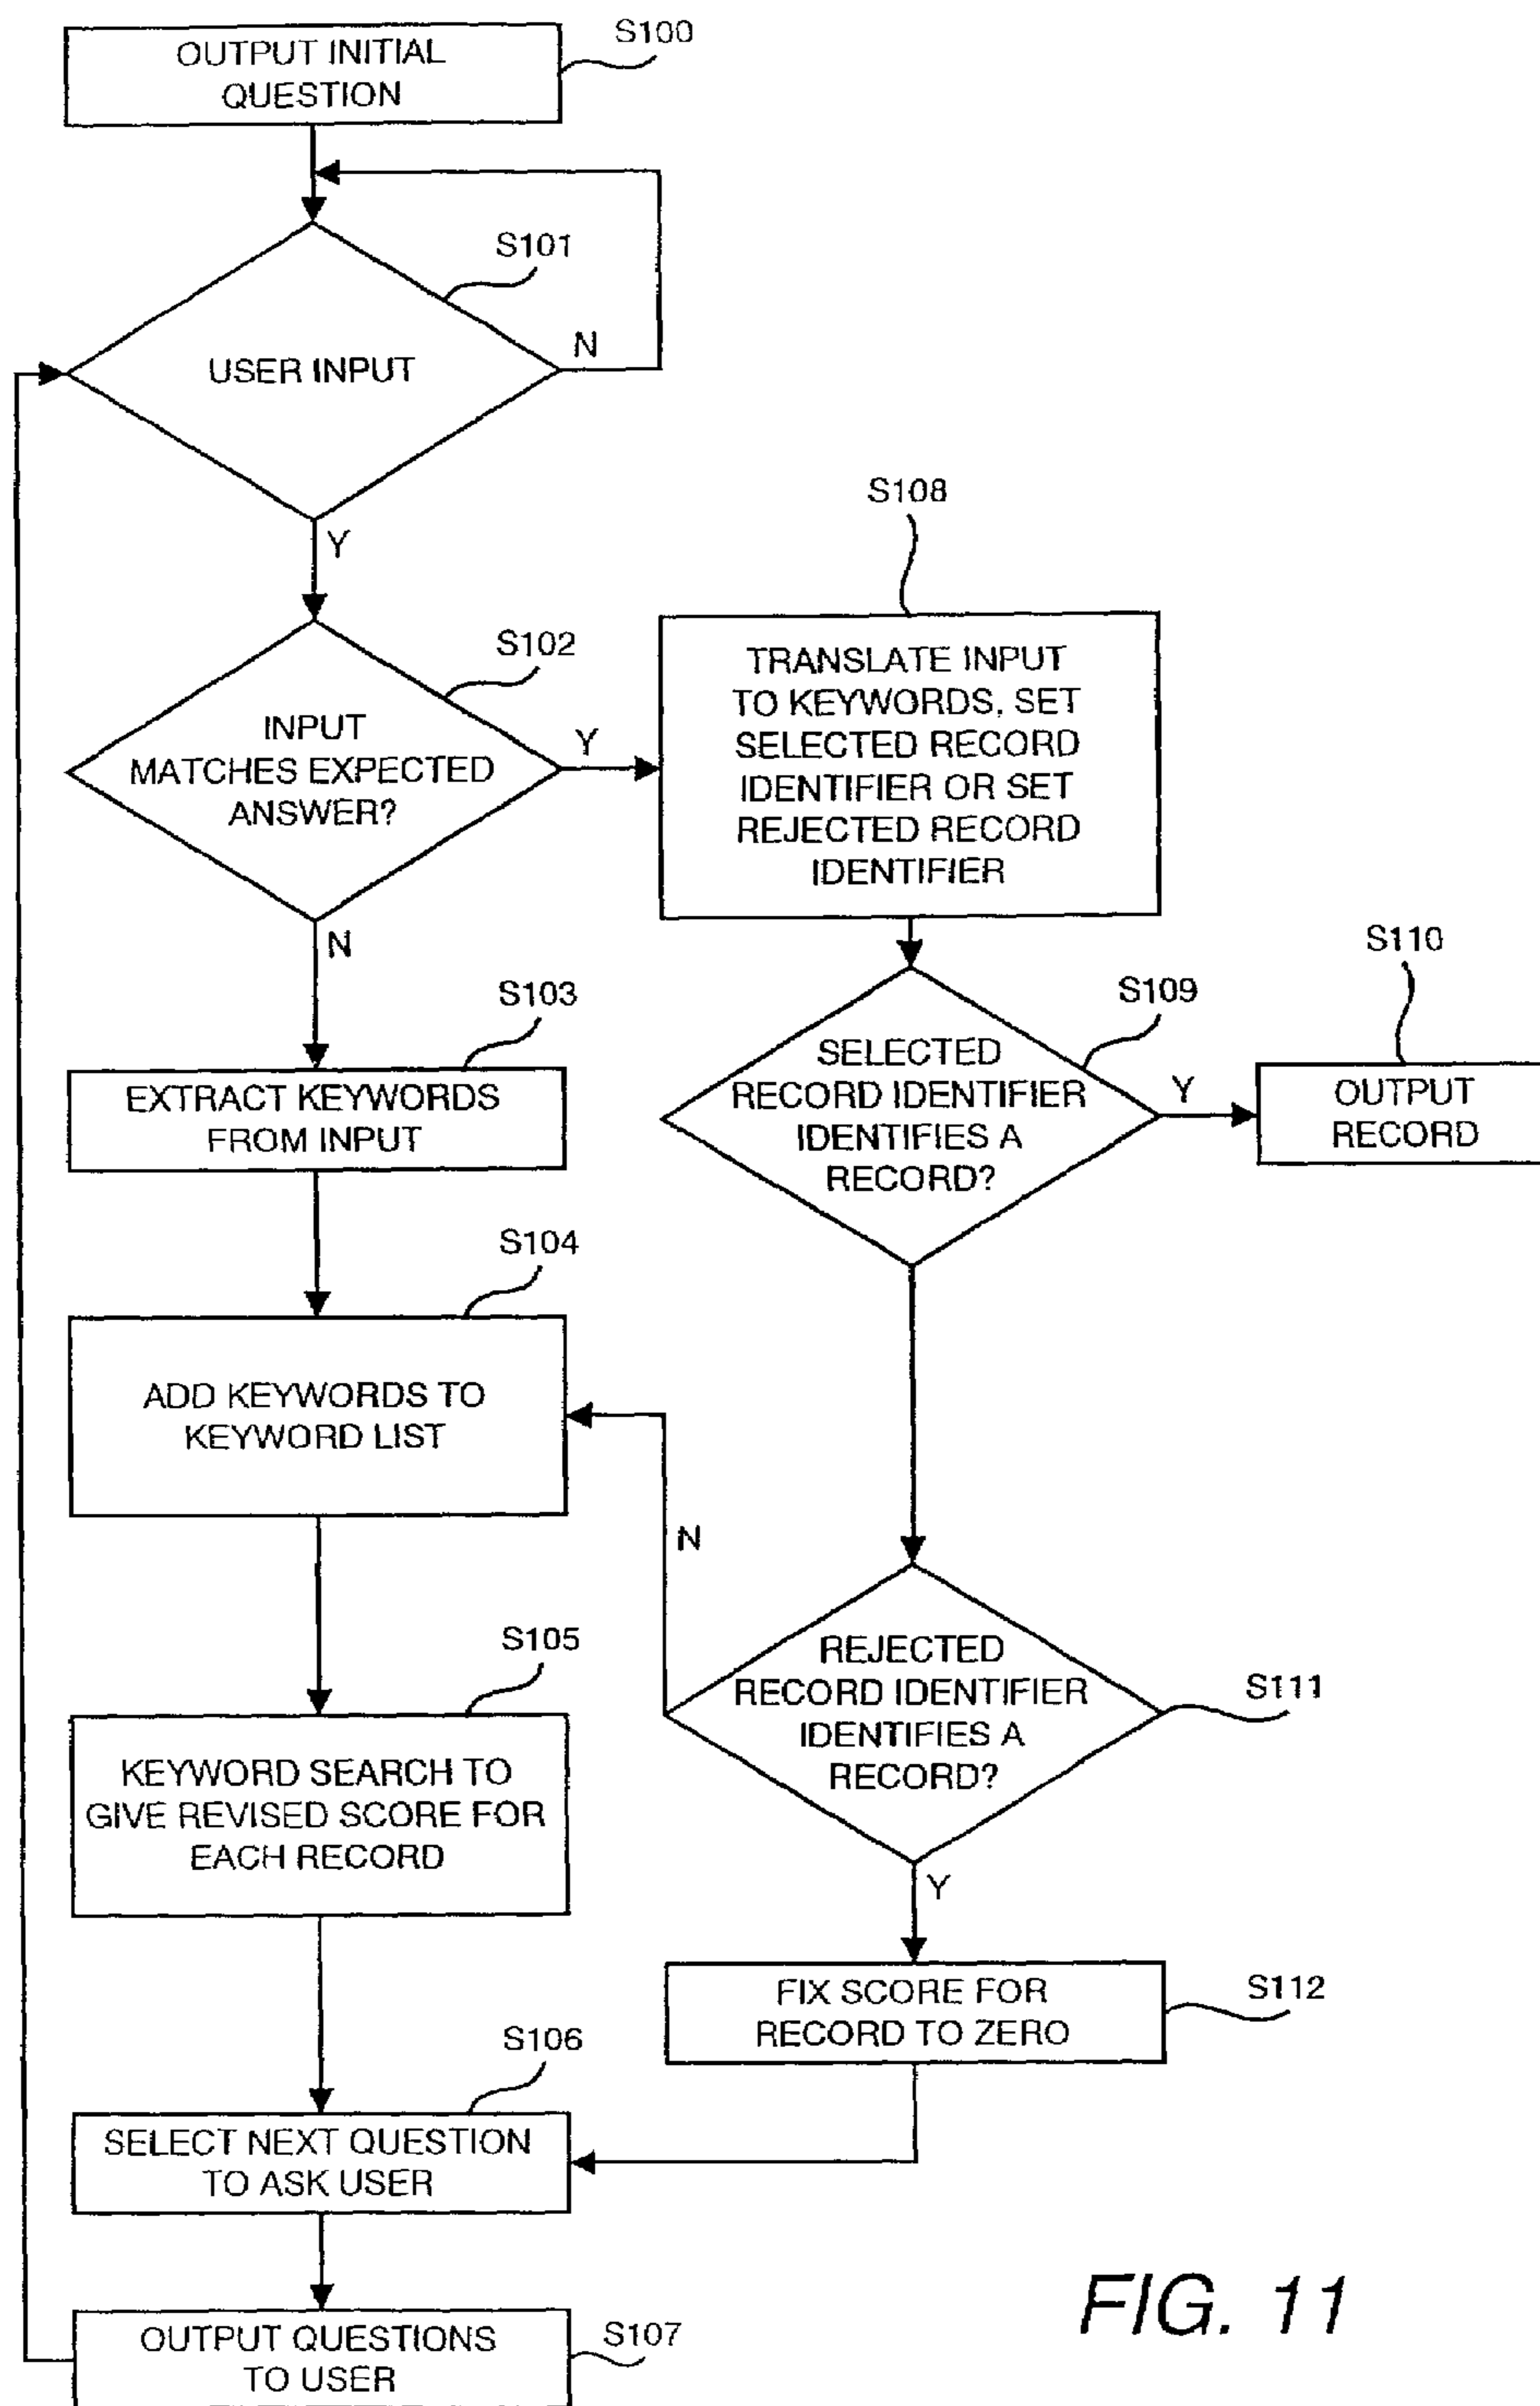 OUTPUT INITIAL
QUESTION
S100
S101
USER INPUT
N
Y
S102
INPUT
MATCHES EXPECTED
ANSWER?
Y
N
S108
TRANSLATE INPUT
TO KEYWORDS, SET
SELECTED RECORD
IDENTIFIER OR SET
REJECTED RECORD
IDENTIFIER
S103
EXTRACT KEYWORDS
FROM INPUT
S109
SELECTED
RECORD IDENTIFIER
IDENTIFIES A
RECORD?
Y
S110
OUTPUT
RECORD
S104
ADD KEYWORDS TO
KEYWORD LIST
N
S105
KEYWORD SEARCH TO
GIVE REVISED SCORE FOR
EACH RECORD
REJECTED
RECORD IDENTIFIER
IDENTIFIES A
RECORD?
S111
Y
FIX SCORE FOR
RECORD TO ZERO
S112
S106
SELECT NEXT QUESTION
TO ASK USER
OUTPUT QUESTIONS
TO USER
S107
FIG. 11